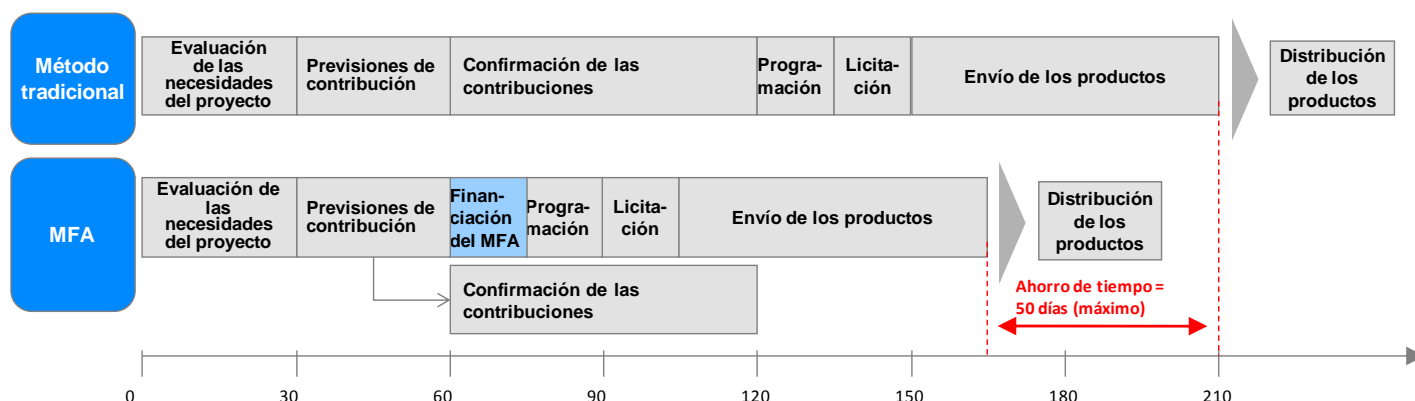 Método
tradicional
Evaluación
de las
necesidades
del proyecto
Previsiones de
contribución
Confirmación de las
contribuciones
Progra-
mación
Licita-
ción
Envío de los productos
Distribución
de los
productos
MFA
Evaluación de
las
necesidades
del proyecto
Previsiones de
contribución
Finan-
ciación
del MFA
Progra-
mación
Licita-
ción
Envío de los productos
Distribución
de los
productos
Confirmación de las
contribuciones
Ahorro de tiempo =
50 días (máximo)
0 30 60 90 120 150 180 210